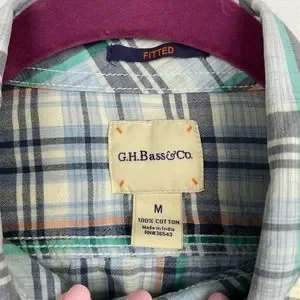 FITTED
G.H.Bass&Co.
M
100% COTTON
Made in India
RN#36543